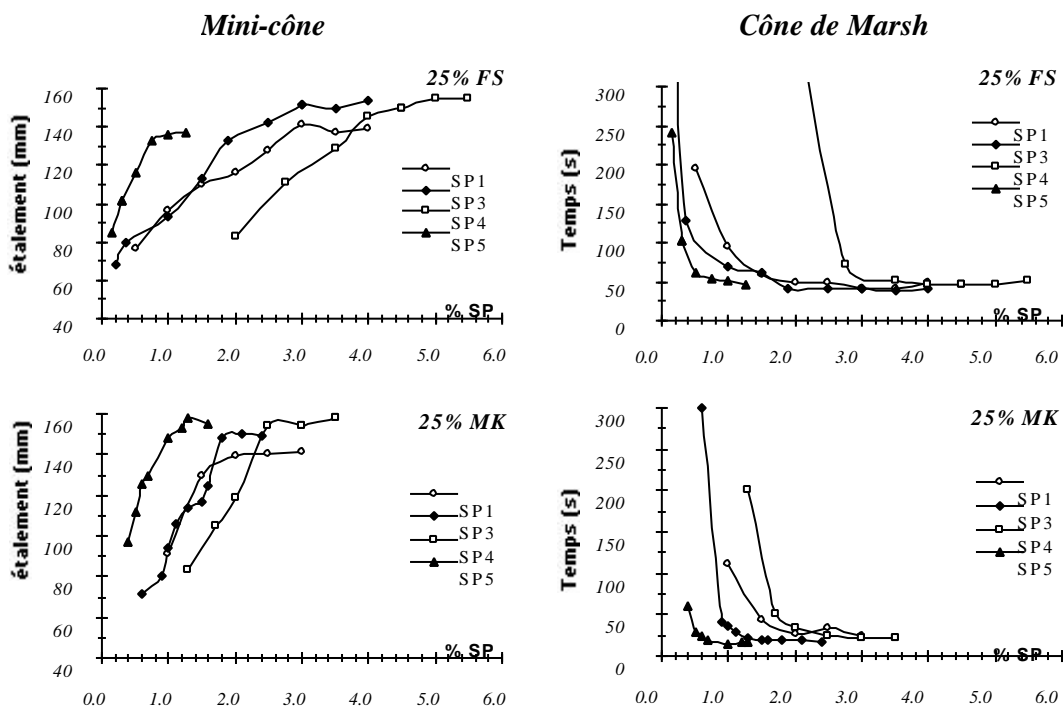 Mini-cône
Cône de Marsh
25% FS
étalement (mm)
160
140
120
100
80
60
40
SP1
SP3
SP4
SP5
% SP
0.0 1.0 2.0 3.0 4.0 5.0 6.0
25% FS
Temps (s)
300
250
200
150
100
50
0
SP1
SP3
SP4
SP5
% SP
0.0 1.0 2.0 3.0 4.0 5.0 6.0
25% MK
étalement (mm)
160
140
120
100
80
60
40
SP1
SP3
SP4
SP5
% SP
0.0 1.0 2.0 3.0 4.0 5.0 6.0
25% MK
Temps (s)
300
250
200
150
100
50
0
SP1
SP3
SP4
SP5
% SP
0.0 1.0 2.0 3.0 4.0 5.0 6.0